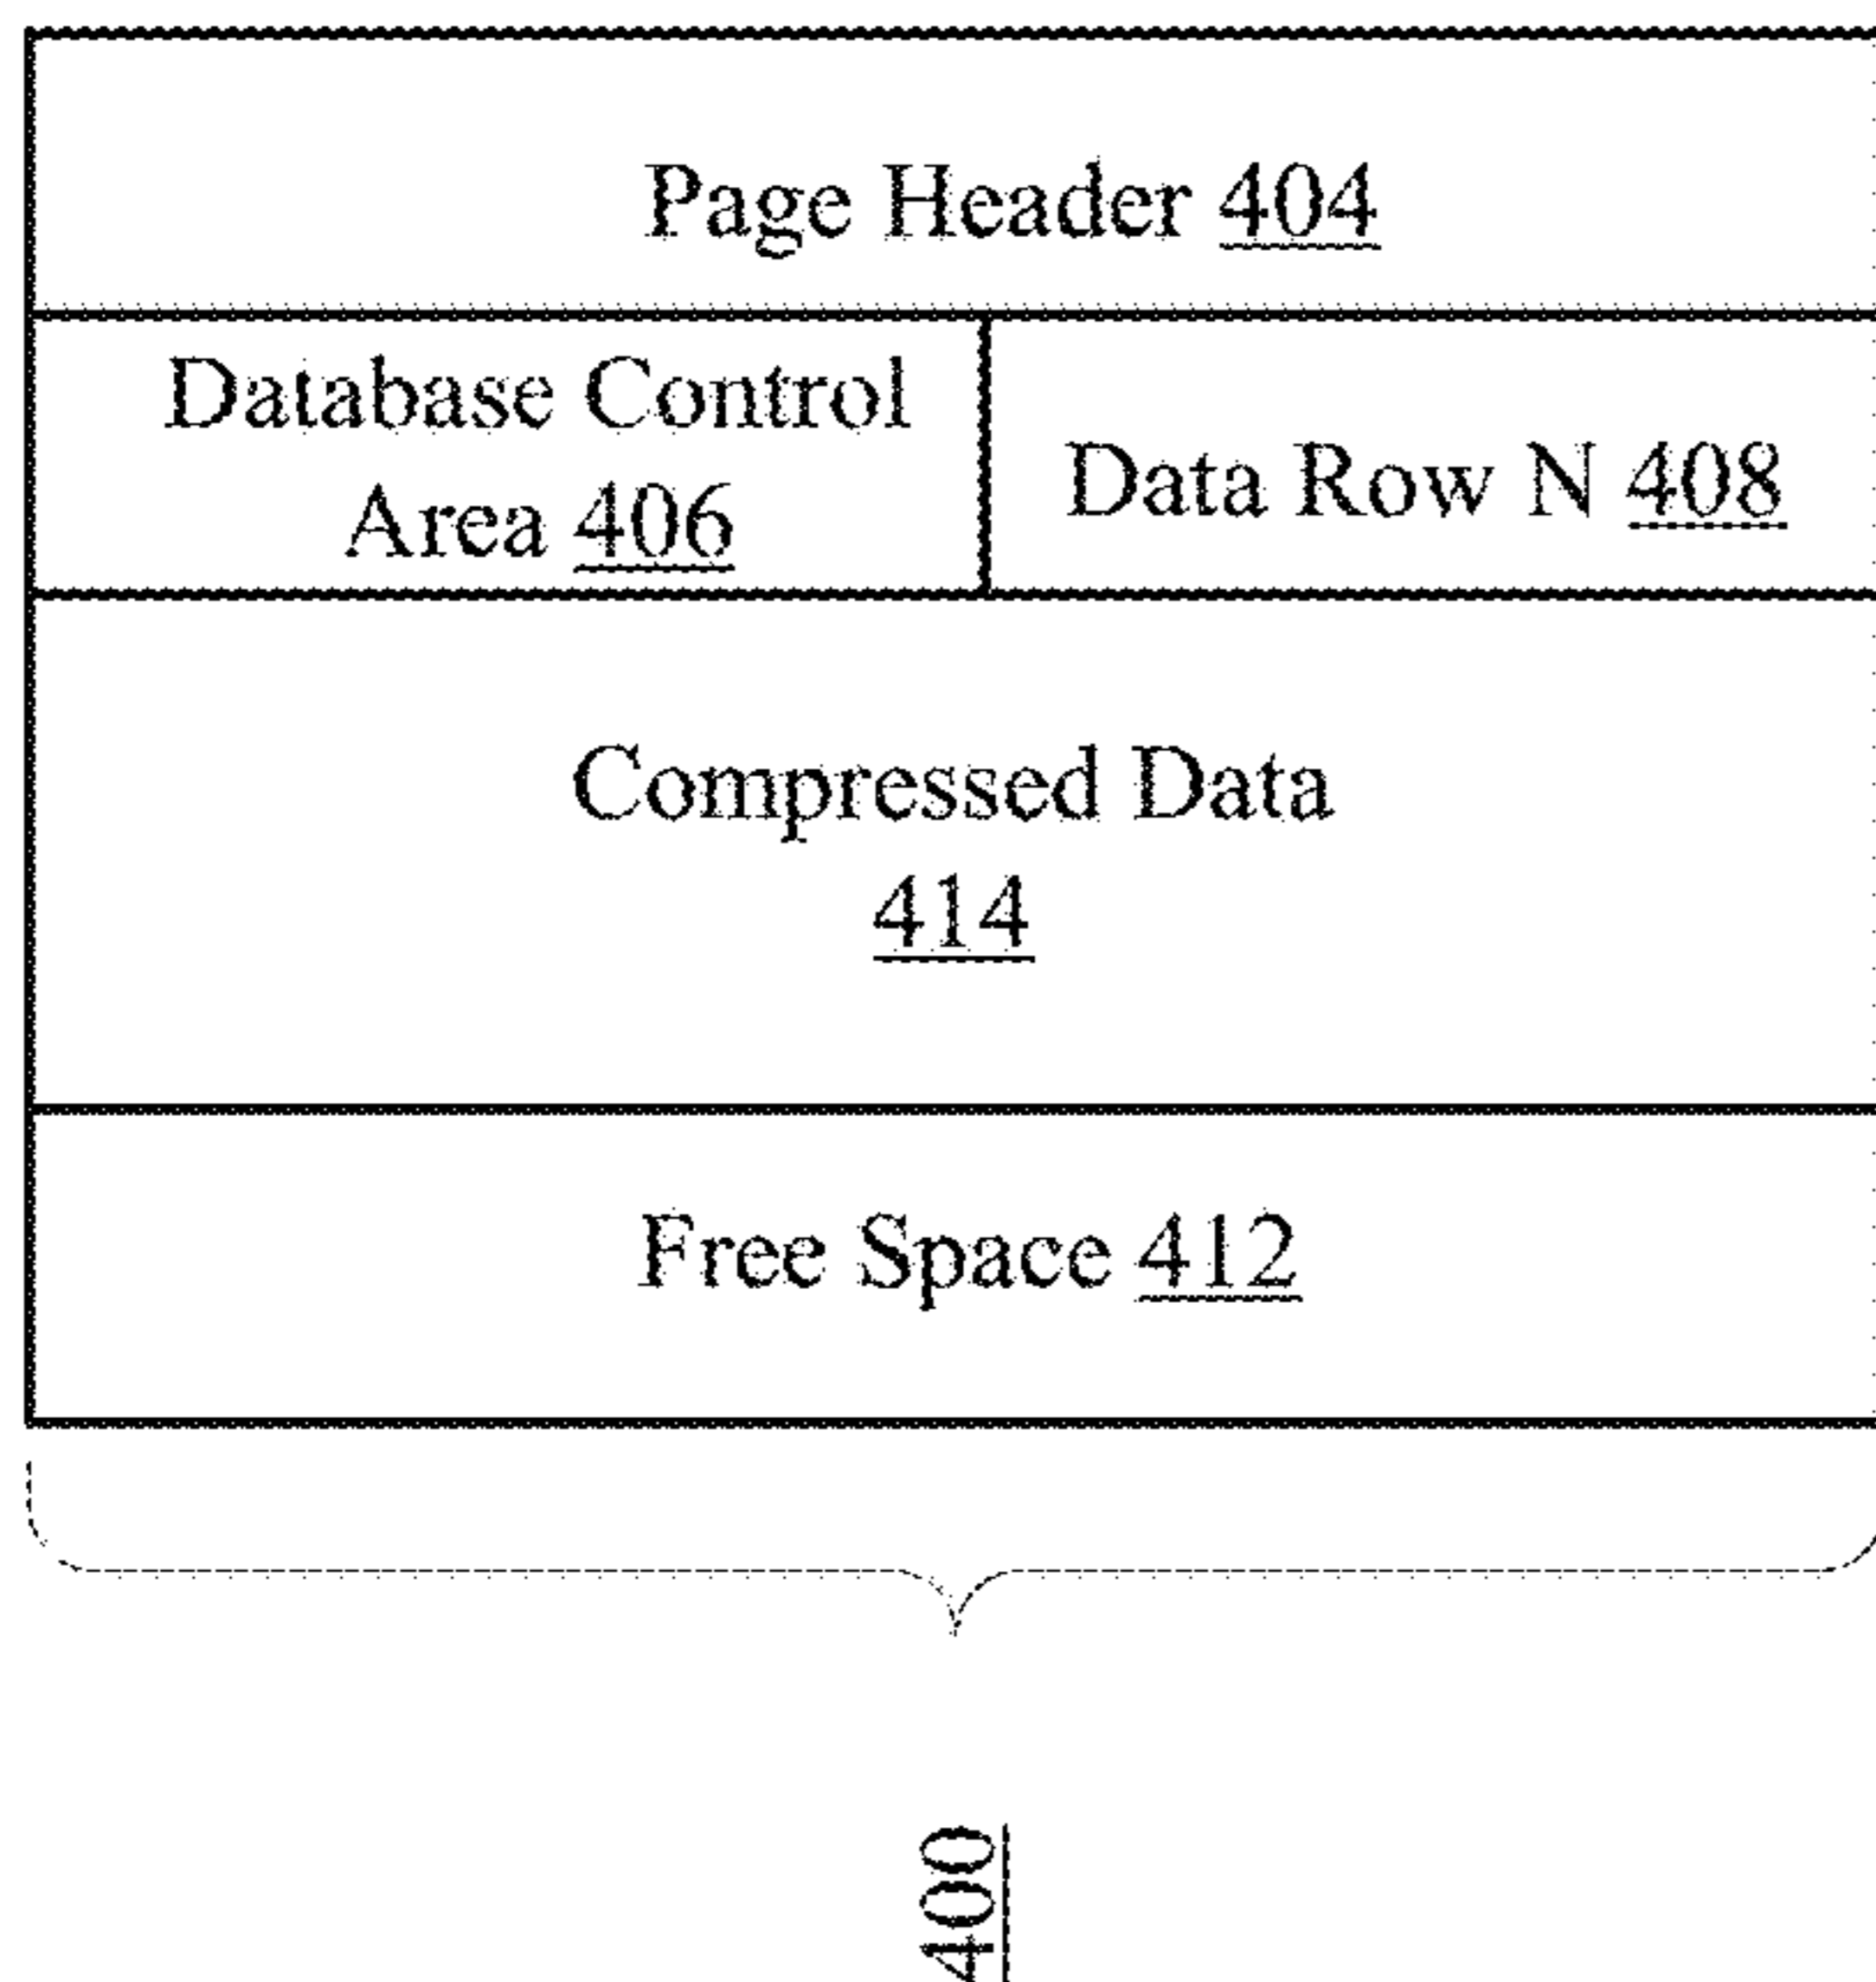 Page Header 404
Database Control
Area 406
Data Row N 408
Compressed Data
414
Free Space 412
400